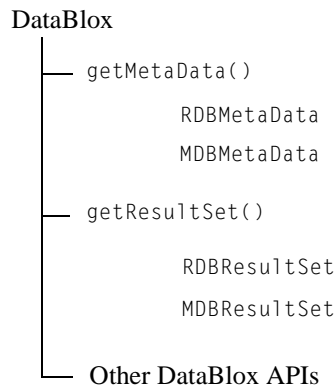 DataBlox
getMetaData()
RDBMetaData
MDBMetaData
getResultSet()
RDBResultSet
MDBResultSet
Other DataBlox APIs